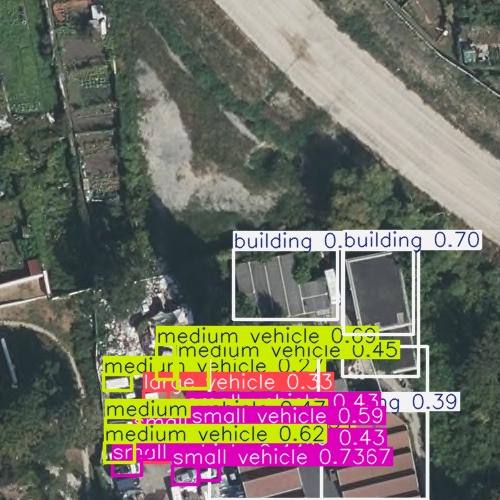 building 0.
building 0.70
medium vehicle 0.69
medium vehicle 0.45
medium vehicle 0.2
large vehicle 0.33
0.43
ng 0.39
medium
small vehicle 0.59
medium vehicle 0.62
0.43
small
small vehicle 0.7367